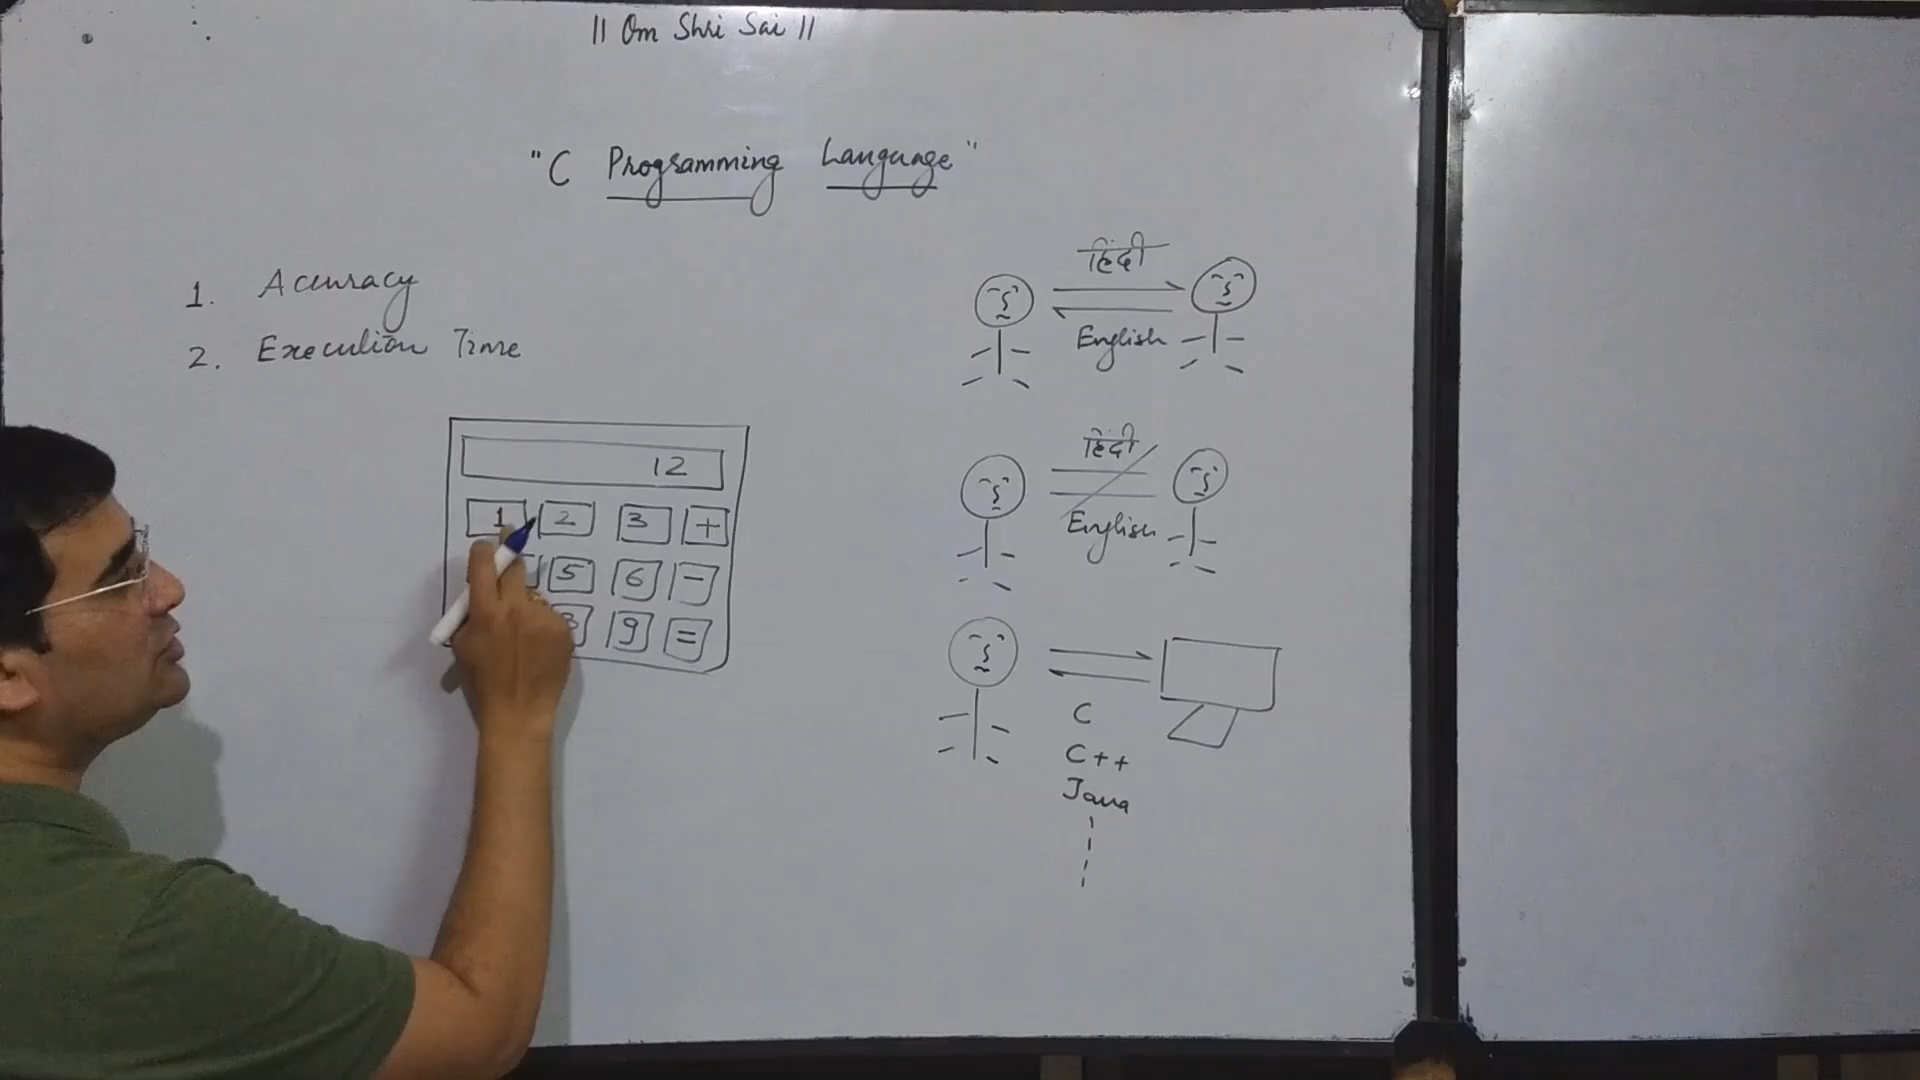 || Om Shri Sai ||
"C Programming Language"
1. Accuracy
2. Execution Time
12
1 2 3 +
5 6 -
8 9 =
हिंदी
English
हिंदी
English
C
C++
Java